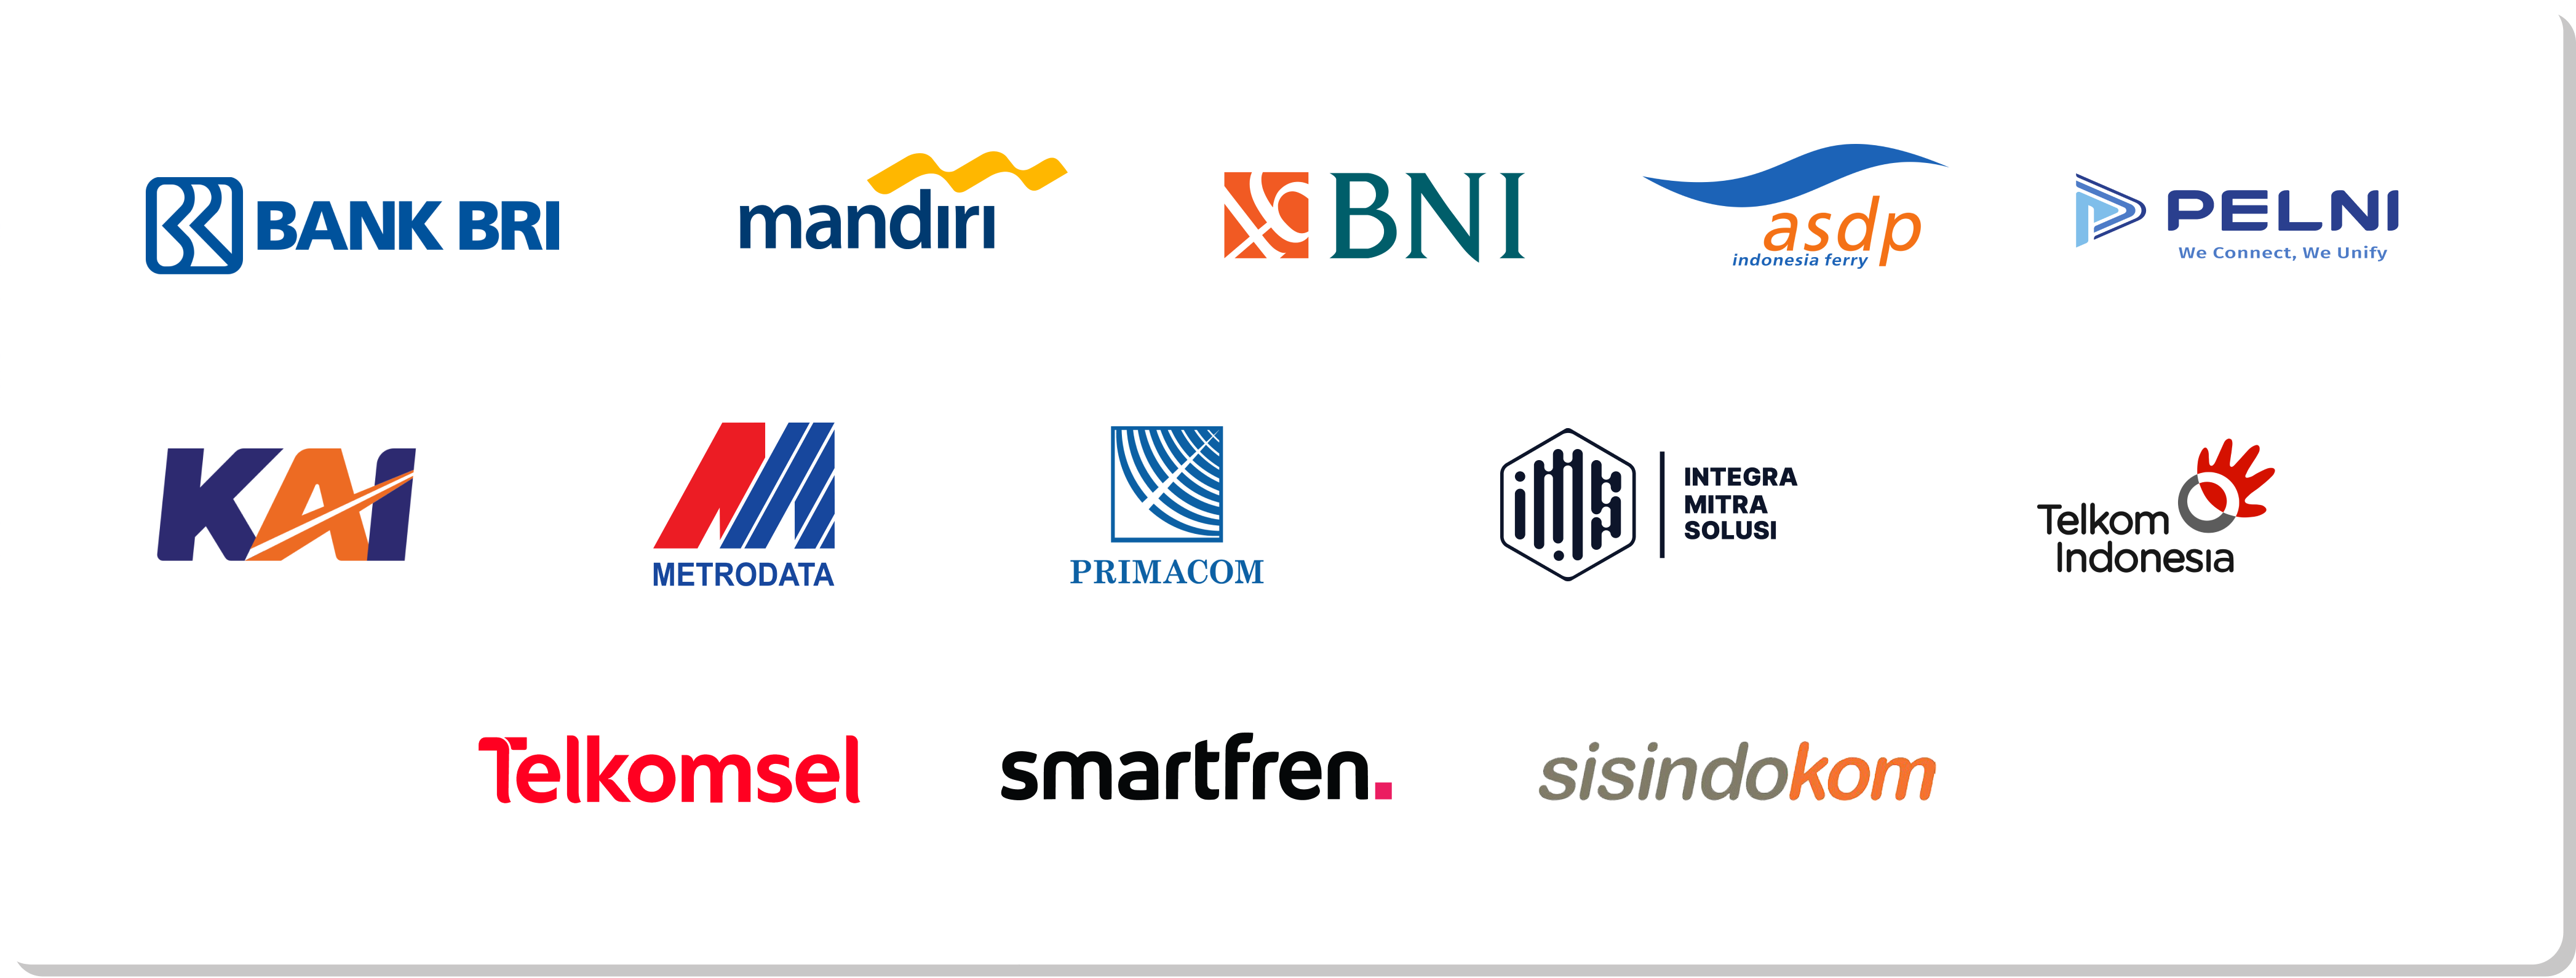 BANK BRI
mandiri
BNI
asdp
indonesia ferry
PELNI
We Connect, We Unify
KAI
METRODATA
PRIMACOM
ims
INTEGRA
MITRA
SOLUSI
Telkom
Indonesia
Telkomsel
smartfren.
sisindokom